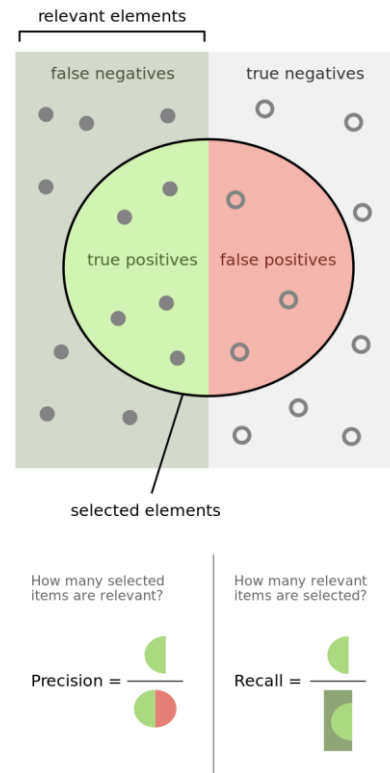 relevant elements
false negatives
true negatives
true positives
false positives
selected elements
How many selected
items are relevant?
How many relevant
items are selected?
Precision =
Recall =